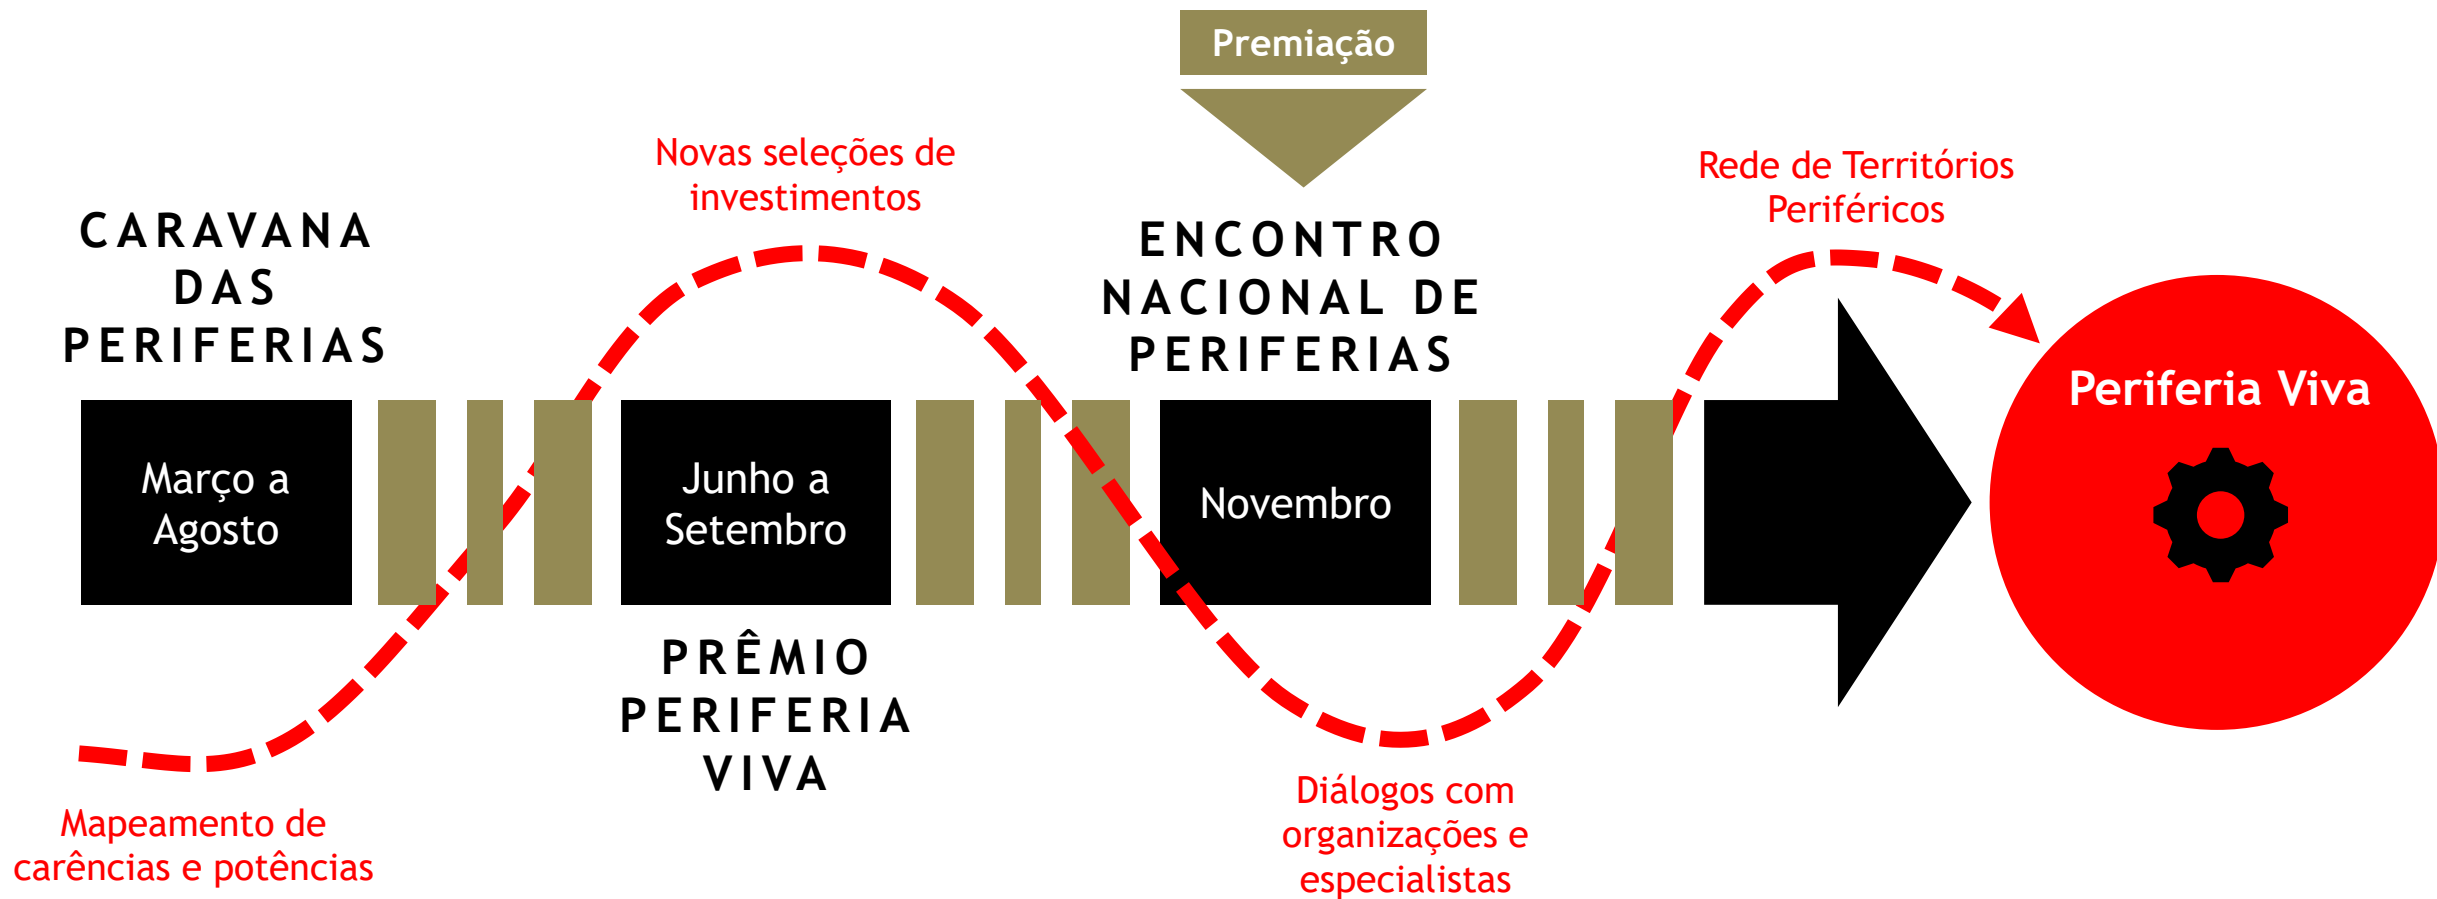 Premiação
Novas seleções de
investimentos
Rede de Territórios
Periféricos
CARAVANA
DAS
PERIFERIAS
ENCONTRO
NACIONAL DE
PERIFERIAS
Março a
Agosto
Junho a
Setembro
Novembro
Periferia Viva
PRÊMIO
PERIFERIA
VIVA
Mapeamento de
carências e potências
Diálogos com
organizações e
especialistas